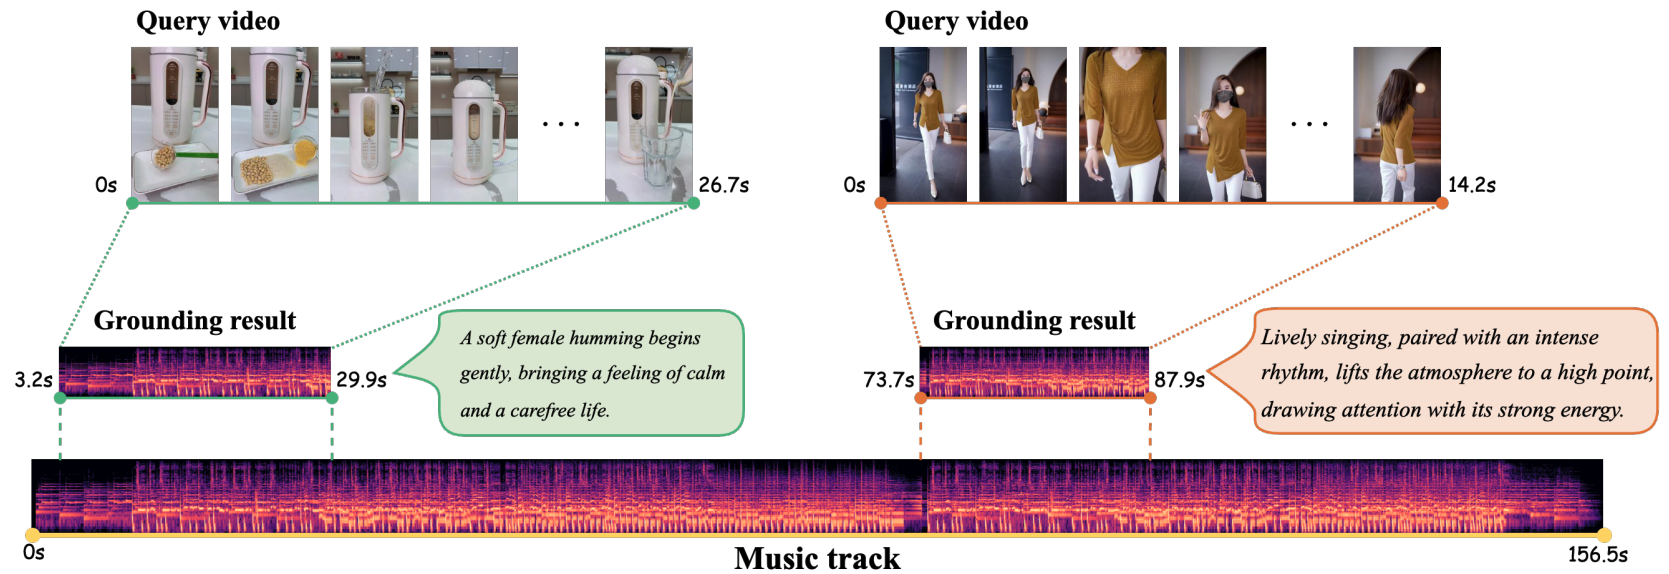 Query video
Query video
0s
26.7s
0s
14.2s
Grounding result
3.2s
29.9s
A soft female humming begins
gently, bringing a feeling of calm
and a carefree life.
Grounding result
73.7s
87.9s
Lively singing, paired with an intense
rhythm, lifts the atmosphere to a high point,
drawing attention with its strong energy.
0s
Music track
156.5s